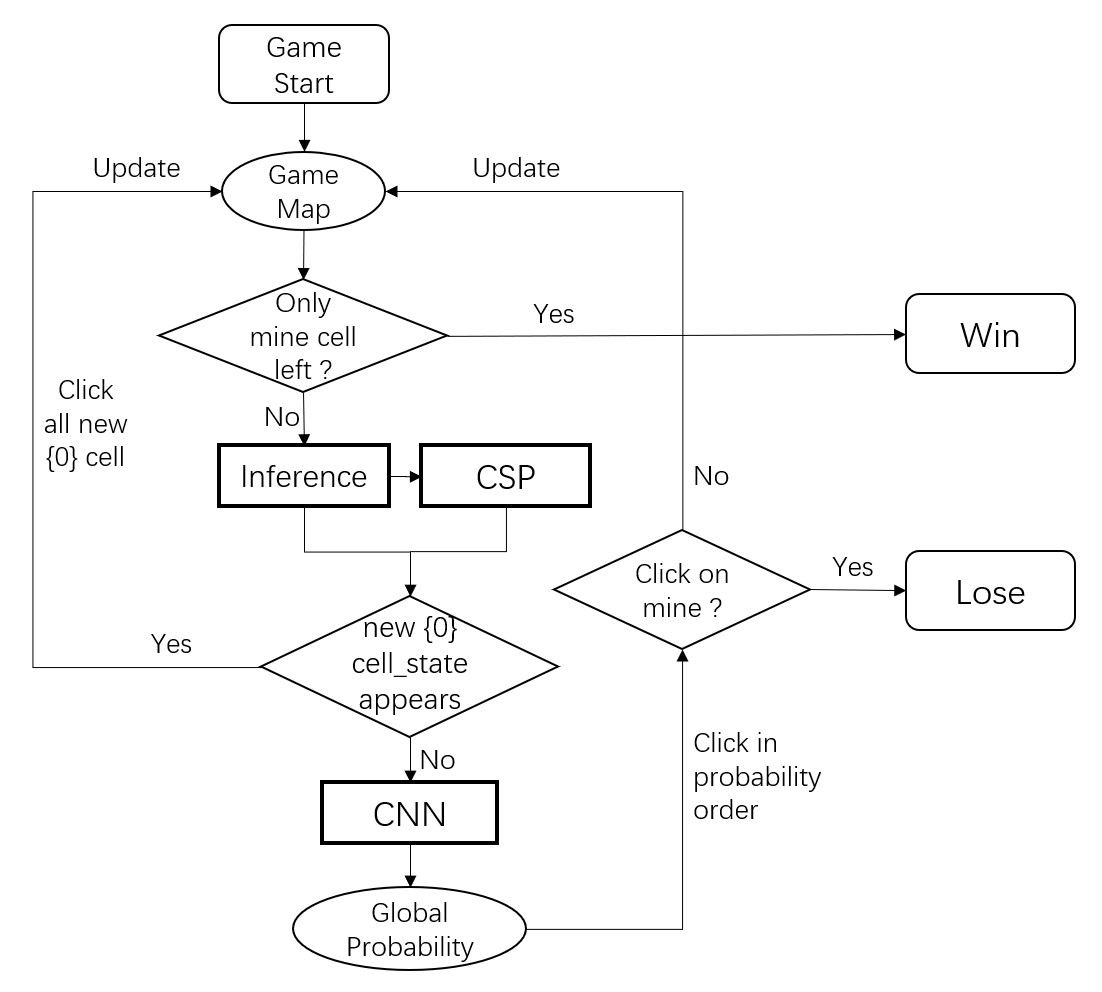 Game
Start
Update
Update
Game
Map
Only
mine cell
left ?
Yes
Win
Click
all new
{0} cell
No
Inference
CSP
No
Click on
mine ?
Yes
Lose
new {0}
cell_state
appears
Yes
No
CNN
Click in
probability
order
Global
Probability